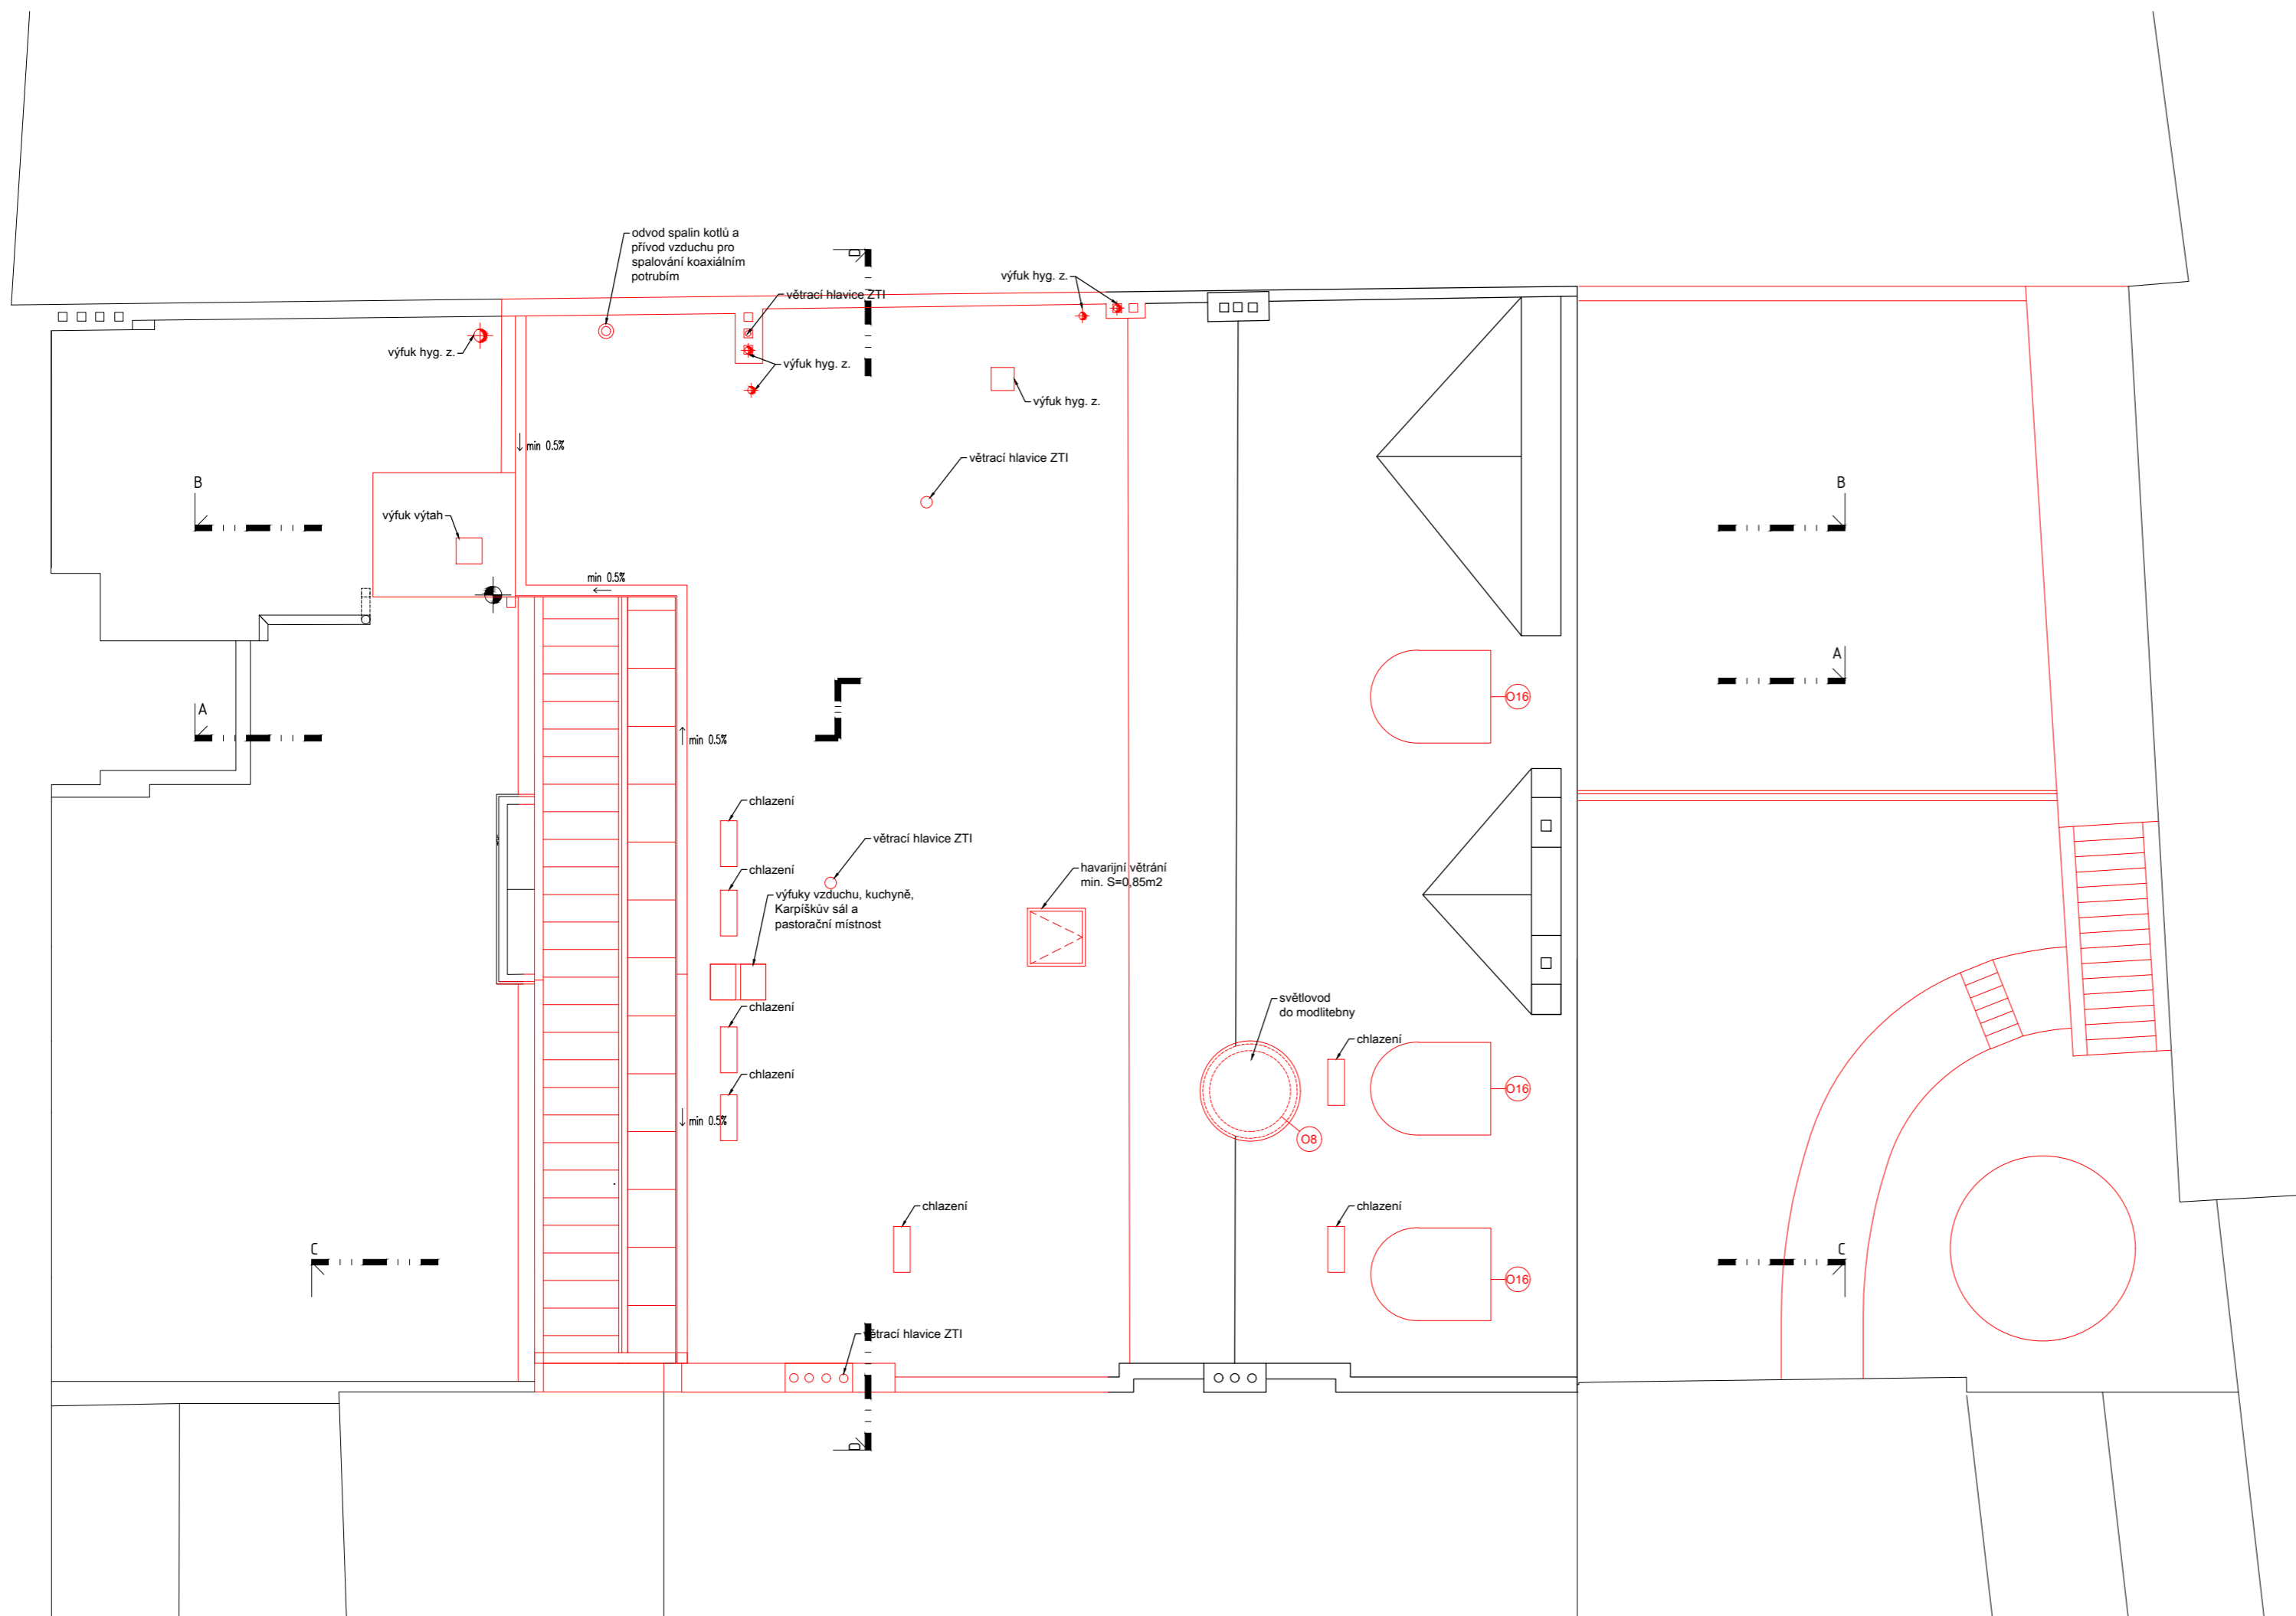 odvod spalin kotlů a
přívod vzduchu pro
spalování koaxiálním
potrubím
D
výfuk hyg. z.
větrací hlavice ZTI
výfuk hyg. z.
výfuk hyg. z.
výfuk hyg. z.
min 0.5%
větrací hlavice ZTI
B
B
výfuk výtah
min 0.5%
A
O16
A
min 0.5%
chlazení
větrací hlavice ZTI
chlazení
havarijní větrání
min. S=0,85m2
výfuky vzduchu, kuchyně,
Karpíškův sál a
pastorační místnost
světlovod
do modlitebny
chlazení
chlazení
chlazení
O16
min 0.5%
O8
chlazení
chlazení
C
C
O16
větrací hlavice ZTI
D